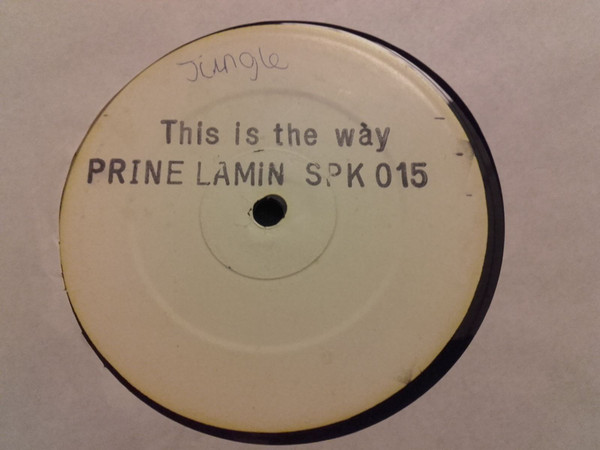 Jungle
This is the way
PRINE LAMIN SPK 015